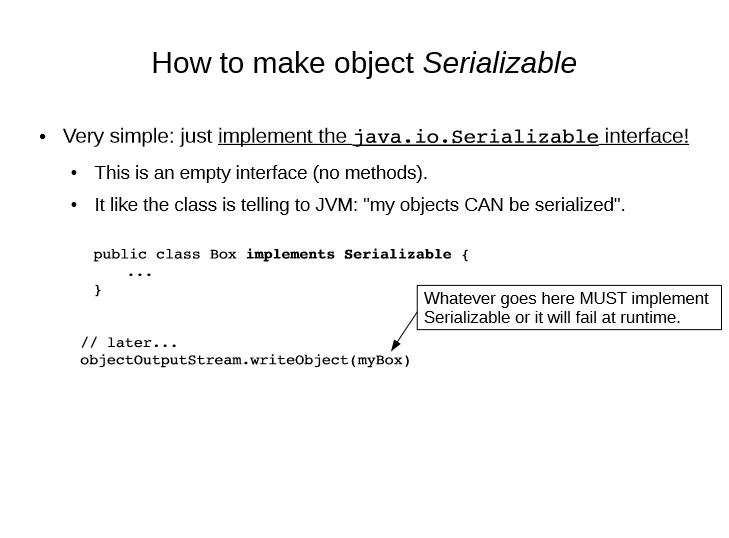 How to make object Serializable
• Very simple: just implement the java.io.Serializable interface!
• This is an empty interface (no methods).
• It like the class is telling to JVM: "my objects CAN be serialized".
public class Box implements Serializable {
...
}
Whatever goes here MUST implement
Serializable or it will fail at runtime.
// later...
objectOutputStream.writeObject(myBox)